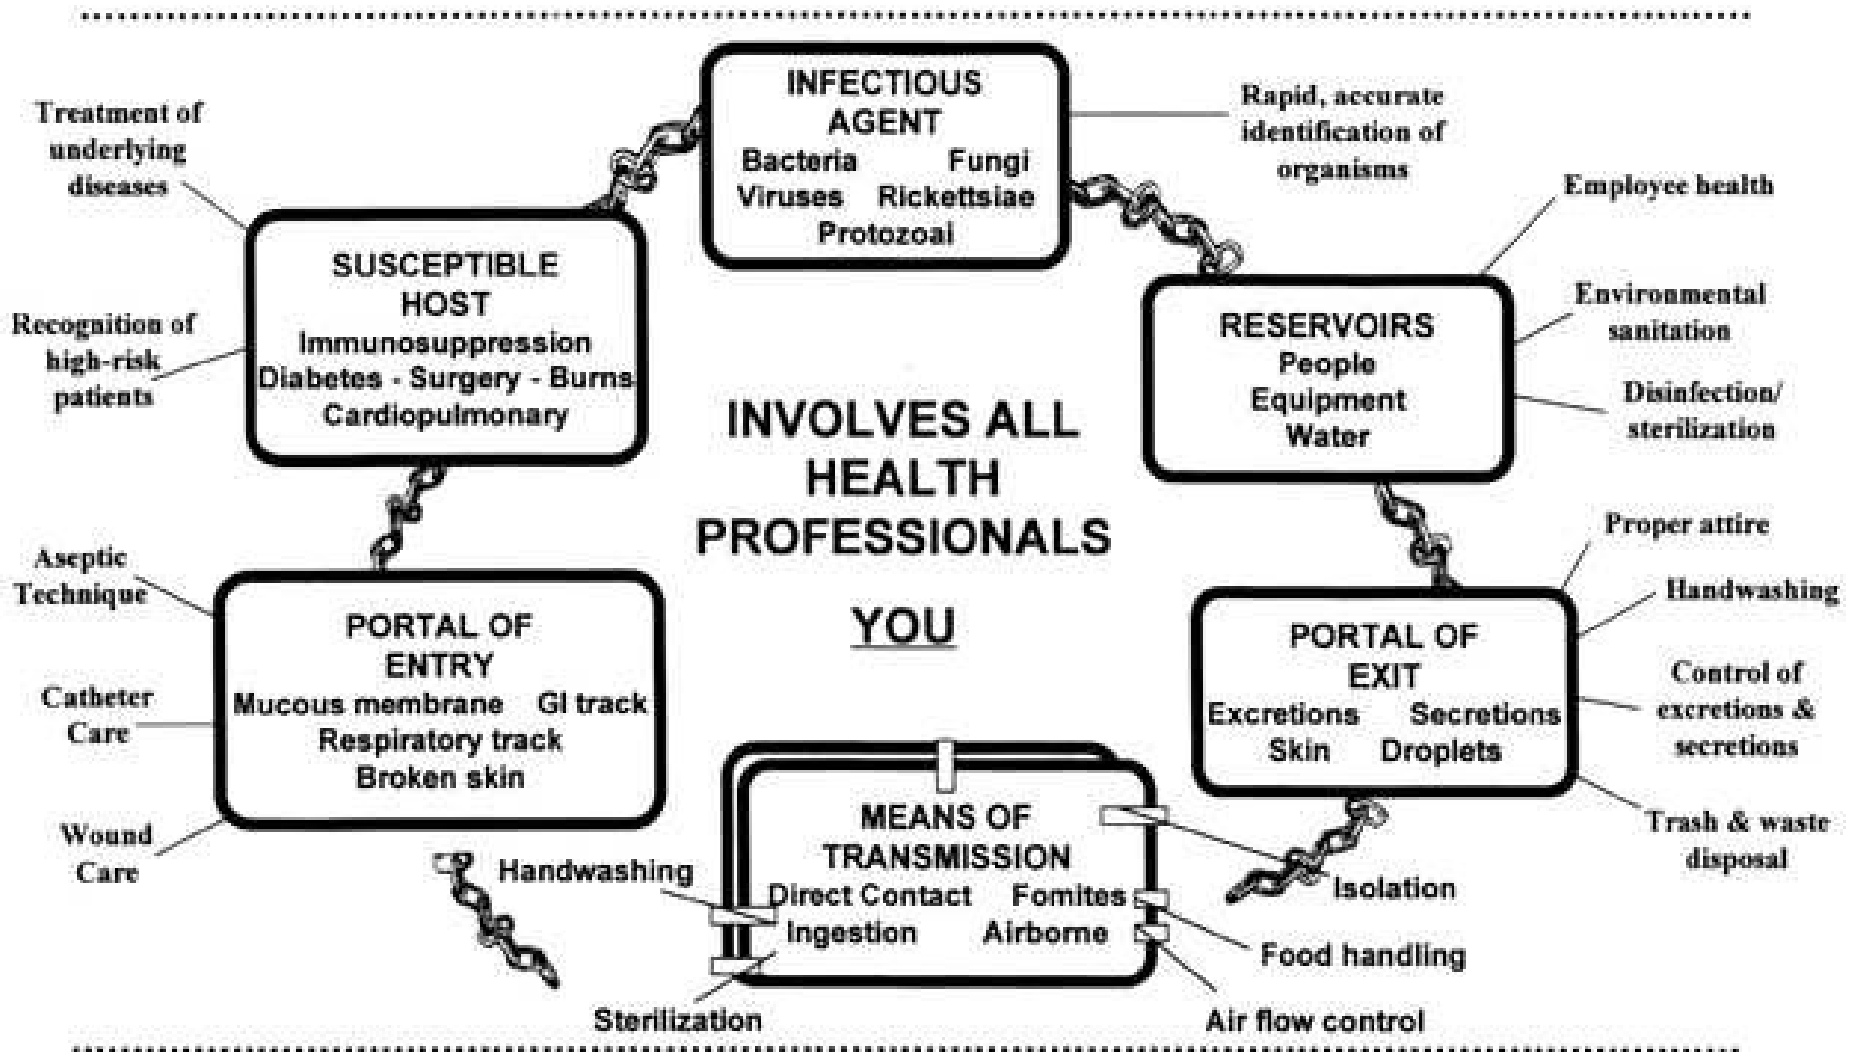 INFECTIOUS
AGENT
Bacteria Fungi
Viruses Rickettsiae
Protozoal
Rapid, accurate
identification of
organisms
Employee health
Environmental
sanitation
Disinfection/
sterilization
RESERVOIRS
People
Equipment
Water
Proper attire
Handwashing
Control of
excretions &
secretions
Trash & waste
disposal
PORTAL OF
EXIT
Excretions Secretions
Skin Droplets
MEANS OF
TRANSMISSION
Direct Contact Fomites
Ingestion Airborne
Isolation
Food handling
Air flow control
Handwashing
Sterilization
PORTAL OF
ENTRY
Mucous membrane GI track
Respiratory track
Broken skin
Aseptic
Technique
Catheter
Care
Wound
Care
SUSCEPTIBLE
HOST
Immunosuppression
Diabetes - Surgery - Burns
Cardiopulmonary
Treatment of
underlying
diseases
Recognition of
high-risk
patients
INVOLVES ALL
HEALTH
PROFESSIONALS
YOU